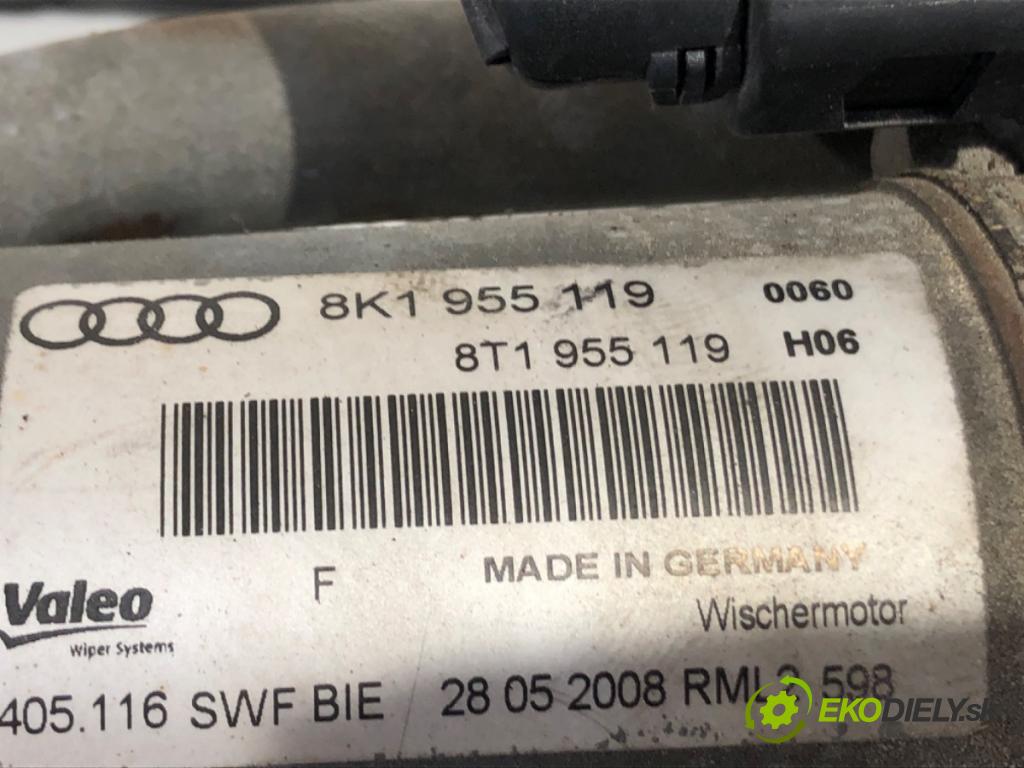 8K1 955 119 0060
8T1 955 119 H06
F MADE IN GERMANY
Valeo Wischermotor
Wiper Systems
405.116 SWF BIE 28 05 2008 598
EKODIELY.sk